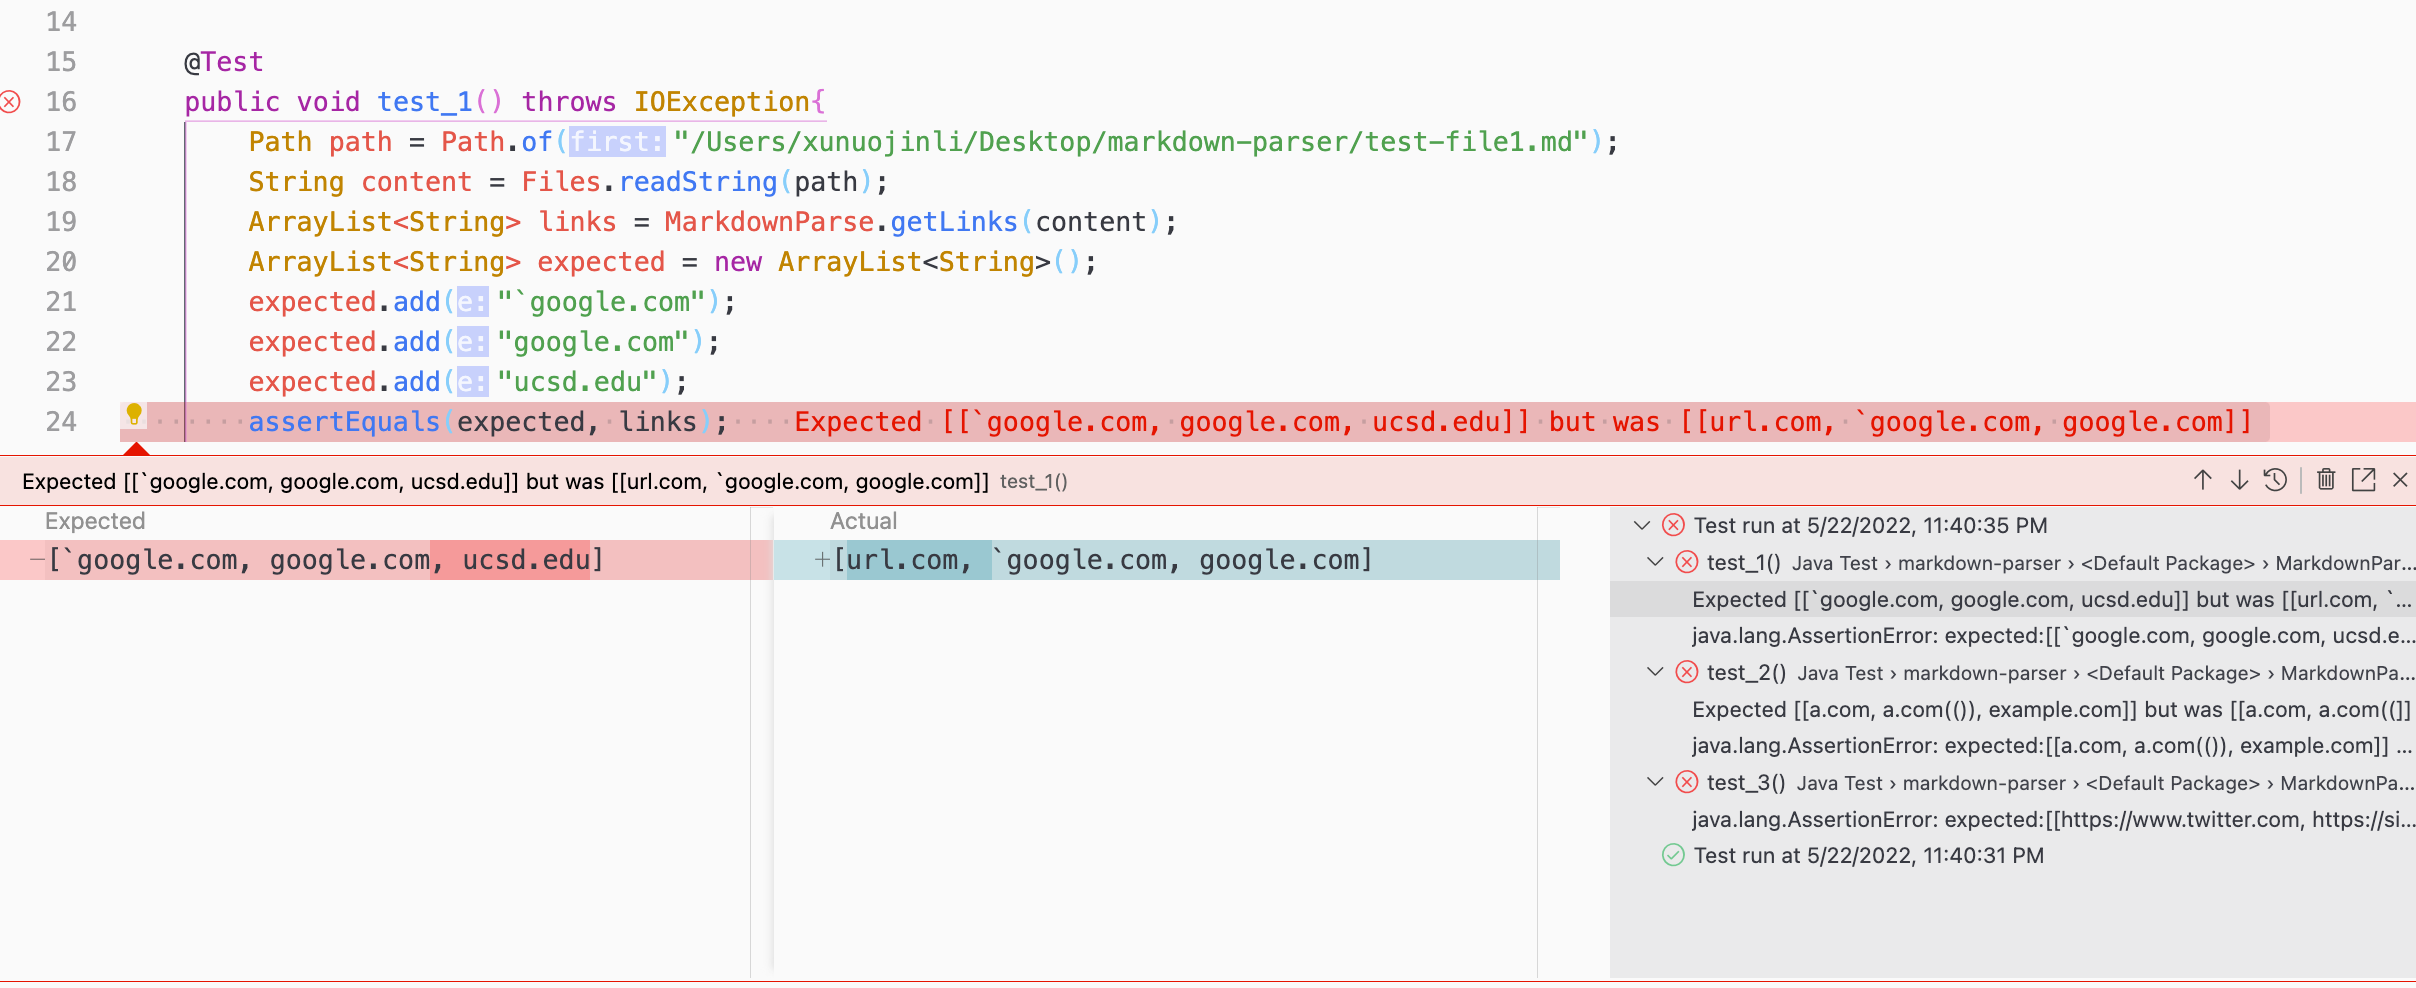 14
15 @Test
16 public void test_1() throws IOException{
17 Path path = Path.of(first: "/Users/xunuojinli/Desktop/markdown-parser/test-file1.md");
18 String content = Files.readString(path);
19 ArrayList<String> links = MarkdownParse.getLinks(content);
20 ArrayList<String> expected = new ArrayList<String>();
21 expected.add(e: "`google.com");
22 expected.add(e: "google.com");
23 expected.add(e: "ucsd.edu");
24 ······assertEquals(expected,·links);····Expected·[[`google.com,·google.com,·ucsd.edu]]·but·was·[[url.com,·`google.com,·google.com]]
Expected [[`google.com, google.com, ucsd.edu]] but was [[url.com, `google.com, google.com]] test_1()
Expected
−[`google.com, google.com, ucsd.edu]
Actual
+[url.com, `google.com, google.com]
Test run at 5/22/2022, 11:40:35 PM
test_1() Java Test › markdown-parser › <Default Package> › MarkdownPar...
Expected [[`google.com, google.com, ucsd.edu]] but was [[url.com, `...
java.lang.AssertionError: expected:[[`google.com, google.com, ucsd.e...
test_2() Java Test › markdown-parser › <Default Package> › MarkdownPa...
Expected [[a.com, a.com(()), example.com]] but was [[a.com, a.com((]]
java.lang.AssertionError: expected:[[a.com, a.com(()), example.com]] ...
test_3() Java Test › markdown-parser › <Default Package> › MarkdownPa...
java.lang.AssertionError: expected:[[https://www.twitter.com, https://si...
Test run at 5/22/2022, 11:40:31 PM